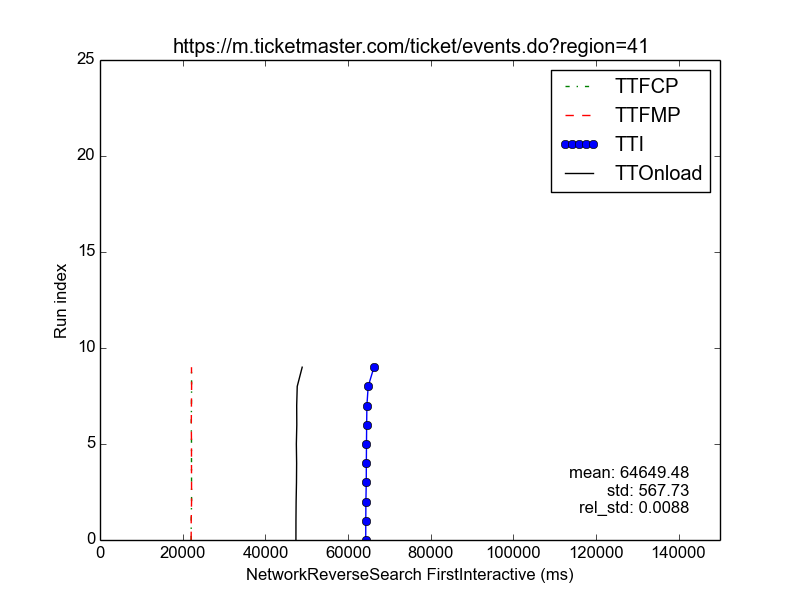 https://m.ticketmaster.com/ticket/events.do?region=41
25
20
15
10
5
0
Run index
TTFCP
TTFMP
TTI
TTOnload
mean: 64649.48
std: 567.73
rel_std: 0.0088
0 20000 40000 60000 80000 100000 120000 140000
NetworkReverseSearch FirstInteractive (ms)